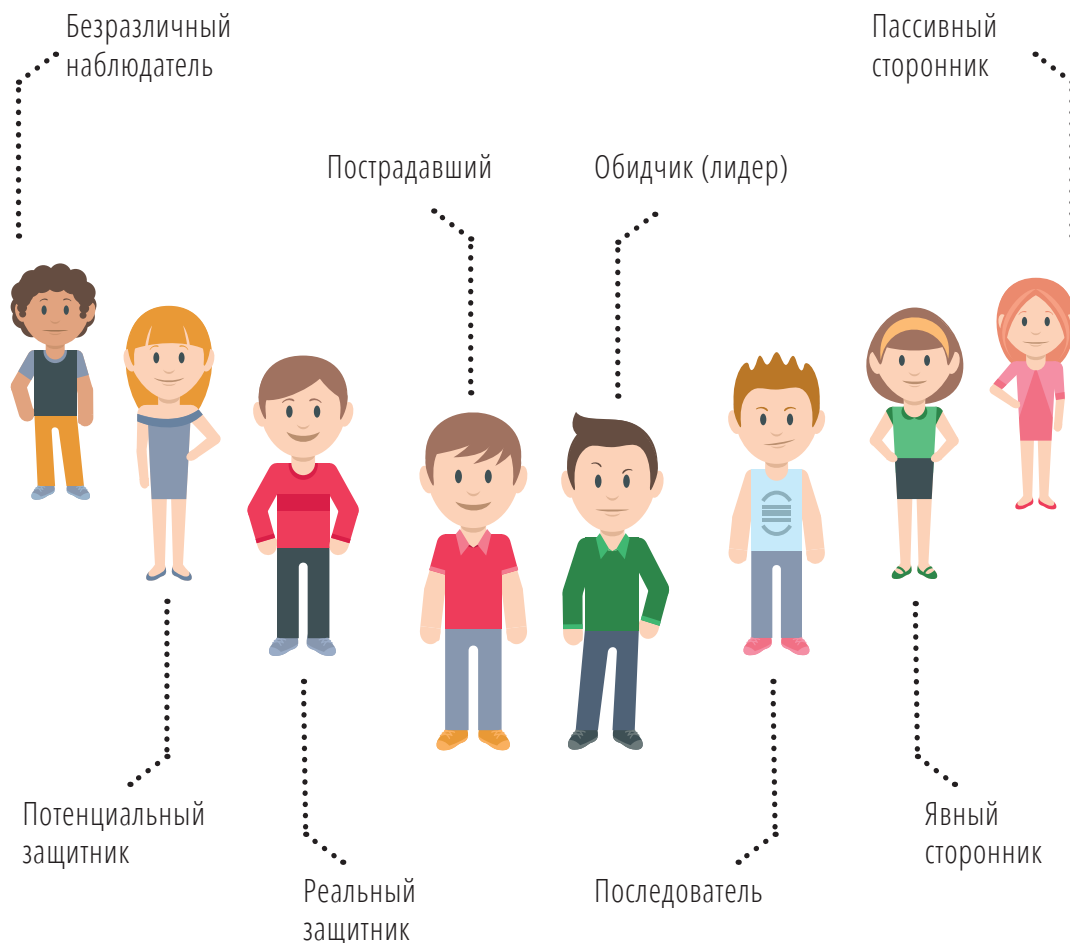 Безразличный
наблюдатель
Пассивный
сторонник
Пострадавший
Обидчик (лидер)
Потенциальный
защитник
Явный
сторонник
Реальный
защитник
Последователь